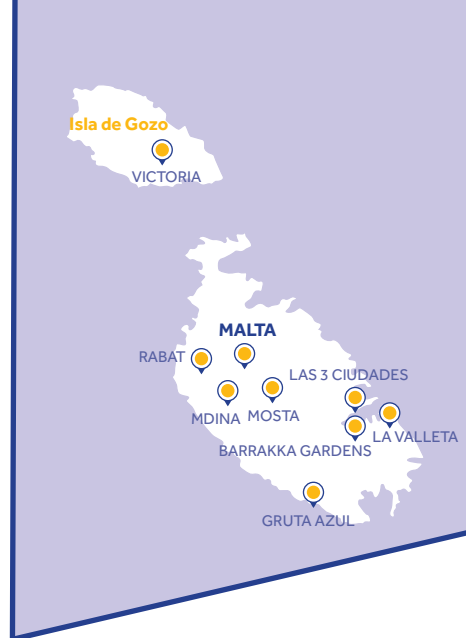 Isla de Gozo
VICTORIA
MALTA
RABAT
LAS 3 CIUDADES
MDINA
MOSTA
LA VALLETA
BARRAKKA GARDENS
GRUTA AZUL